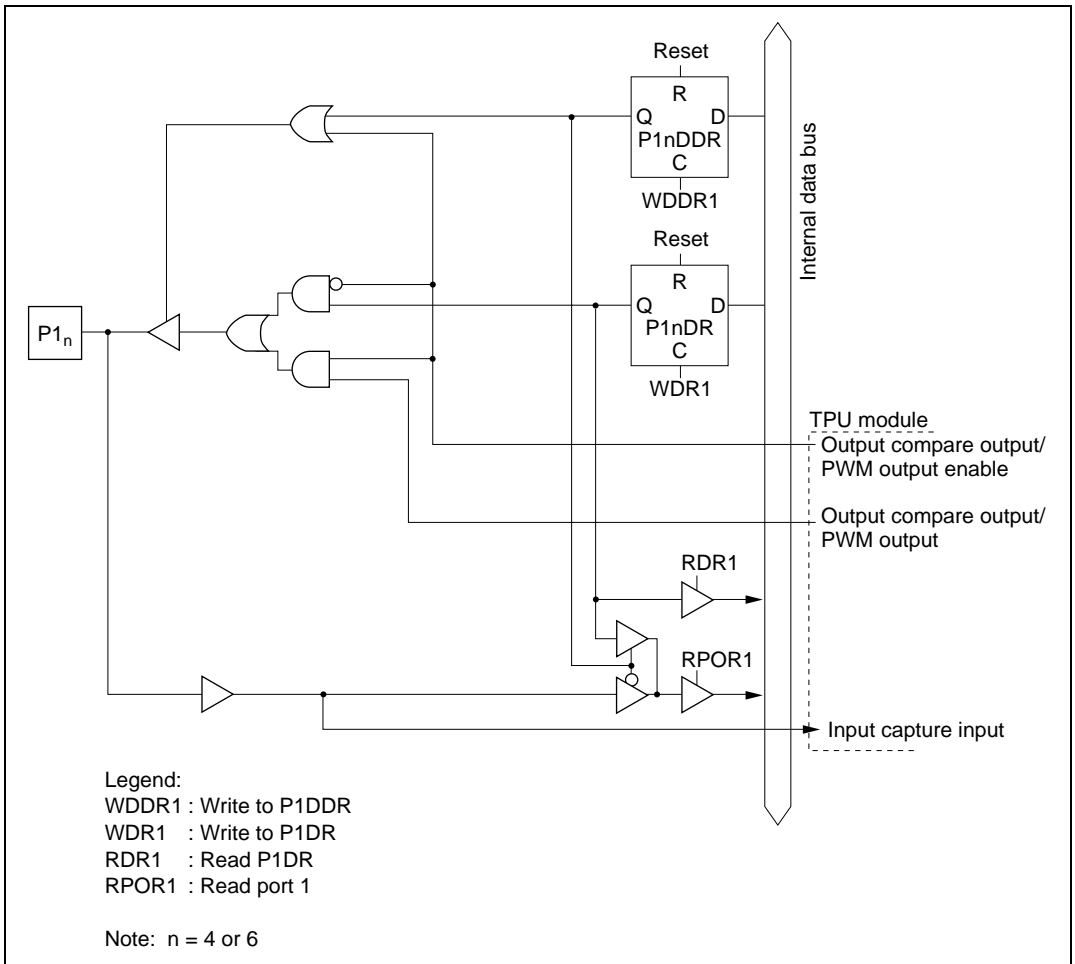 Reset
R
Q D
P1nDDR
C
WDDR1
Reset
R
Q D
P1nDR
C
WDR1
Internal data bus
P1n
TPU module
Output compare output/
PWM output enable
Output compare output/
PWM output
RDR1
RPOR1
Input capture input
Legend:
WDDR1 : Write to P1DDR
WDR1 : Write to P1DR
RDR1 : Read P1DR
RPOR1 : Read port 1
Note: n = 4 or 6